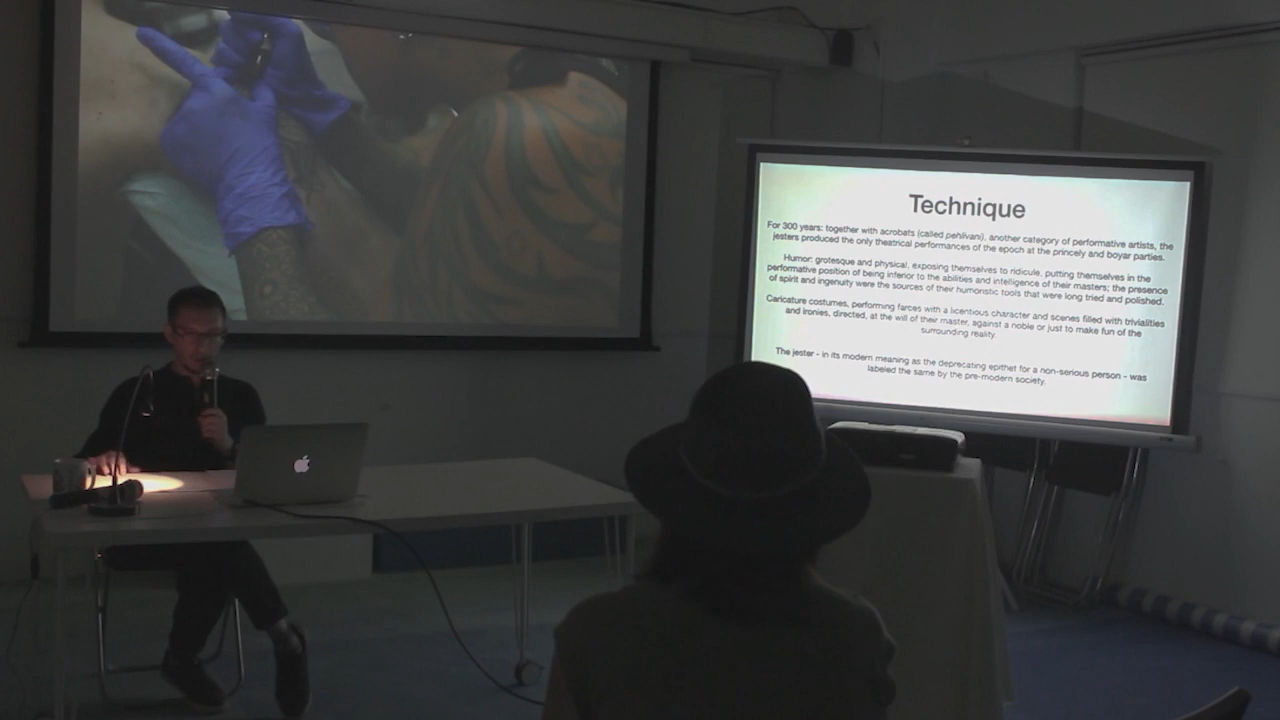 Technique
For 300 years: together with acrobats (called pehlivani), another category of performative artists, the
jesters produced the only theatrical performances of the epoch at the princely and boyar parties.
Humor: grotesque and physical, exposing themselves to ridicule, putting themselves in the
performative position of being inferior to the abilities and intelligence of their masters; the presence
of spirit and ingenuity were the sources of their humoristic tools that were long tried and polished.
Caricature costumes, performing farces with a licentious character and scenes filled with trivialities
and ironies, directed, at the will of their master, against a noble or just to make fun of the
surrounding reality.
The jester - in its modern meaning as the deprecating epithet for a non-serious person - was
labeled the same by the pre-modern society.